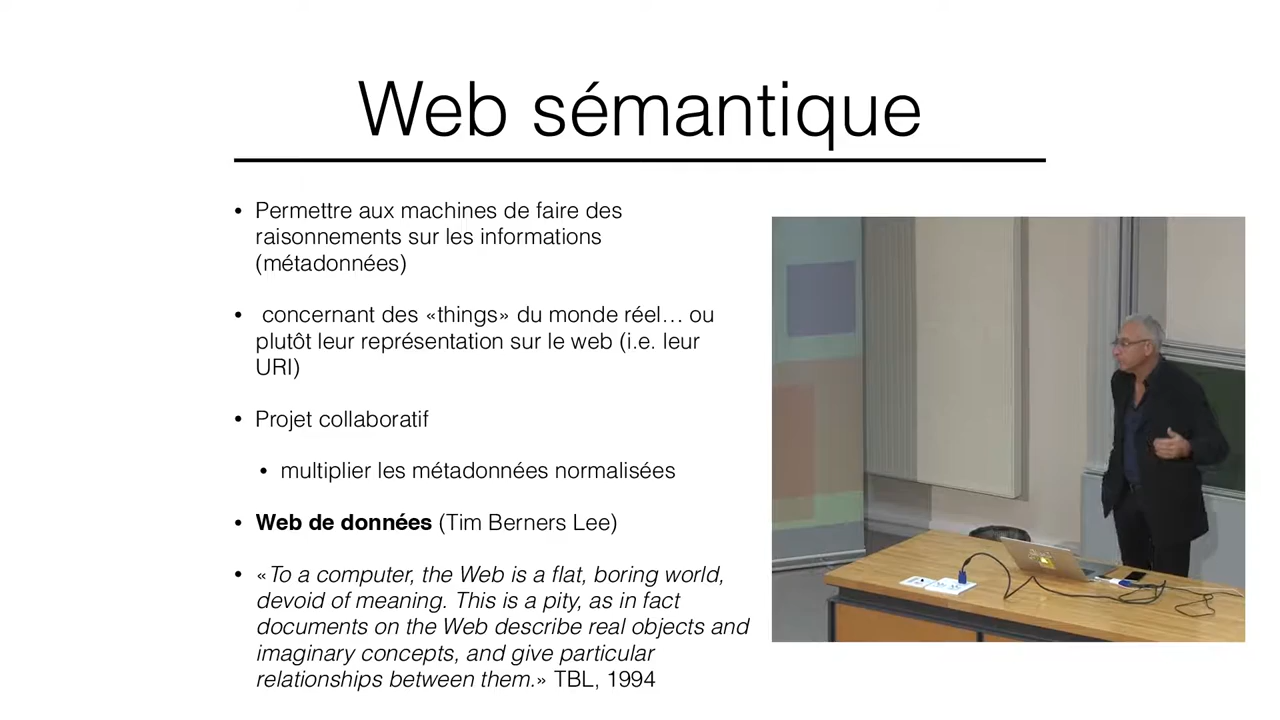 Web sémantique
• Permettre aux machines de faire des
raisonnements sur les informations
(métadonnées)
• concernant des «things» du monde réel… ou
plutôt leur représentation sur le web (i.e. leur
URI)
• Projet collaboratif
• multiplier les métadonnées normalisées
• Web de données (Tim Berners Lee)
• «To a computer, the Web is a flat, boring world,
devoid of meaning. This is a pity, as in fact
documents on the Web describe real objects and
imaginary concepts, and give particular
relationships between them.» TBL, 1994